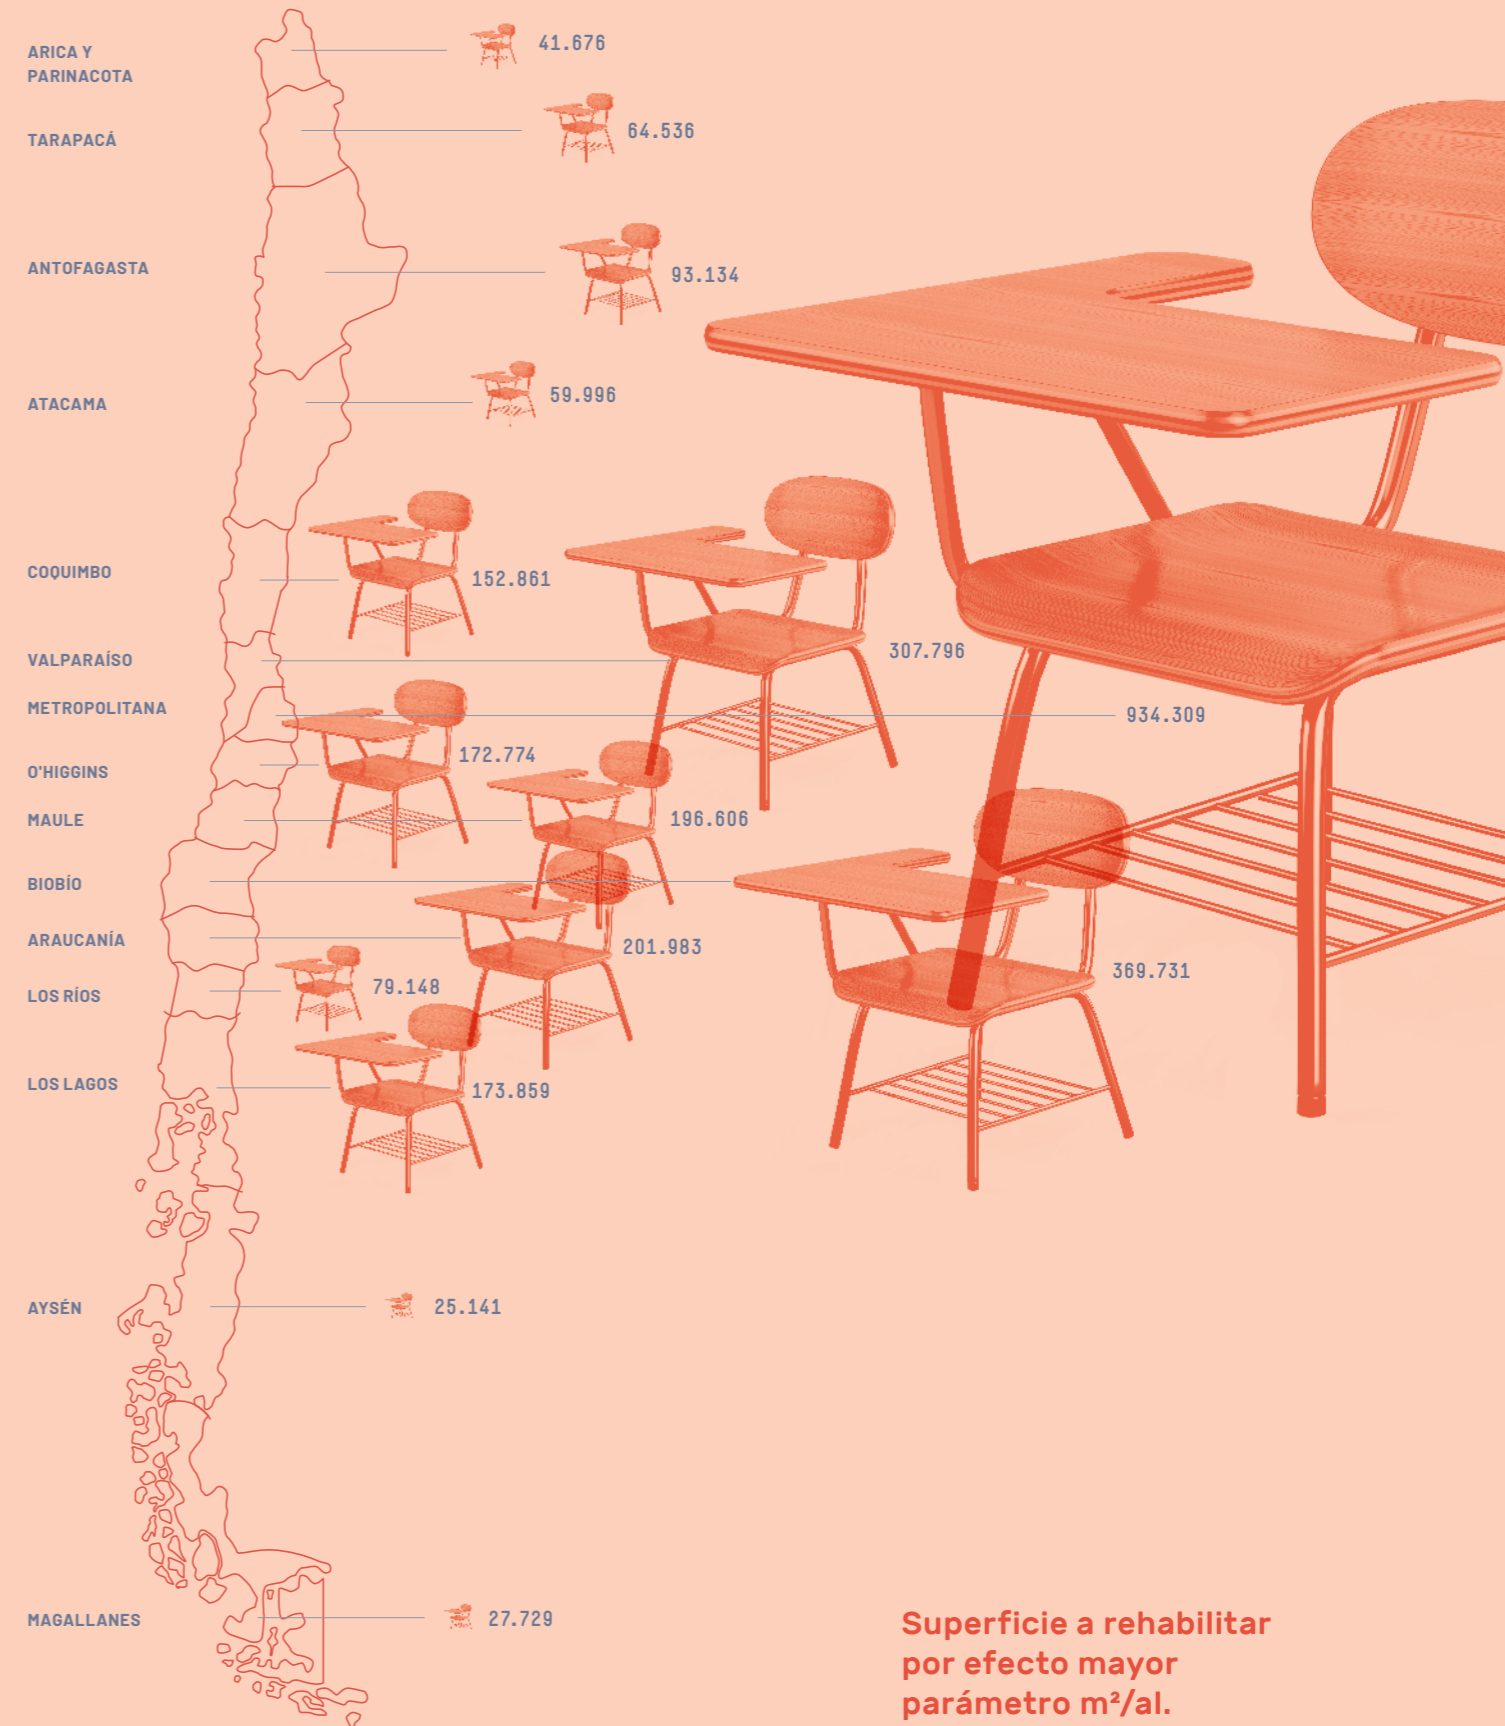 ARICA Y
PARINACOTA
41.676
TARAPACÁ
64.536
ANTOFAGASTA
93.134
ATACAMA
59.996
COQUIMBO
152.861
VALPARAÍSO
307.796
METROPOLITANA
934.309
O'HIGGINS
172.774
MAULE
196.606
BIOBÍO
369.731
ARAUCANÍA
201.983
LOS RÍOS
79.148
LOS LAGOS
173.859
AYSÉN
25.141
MAGALLANES
27.729
Superficie a rehabilitar
por efecto mayor
parámetro m²/al.